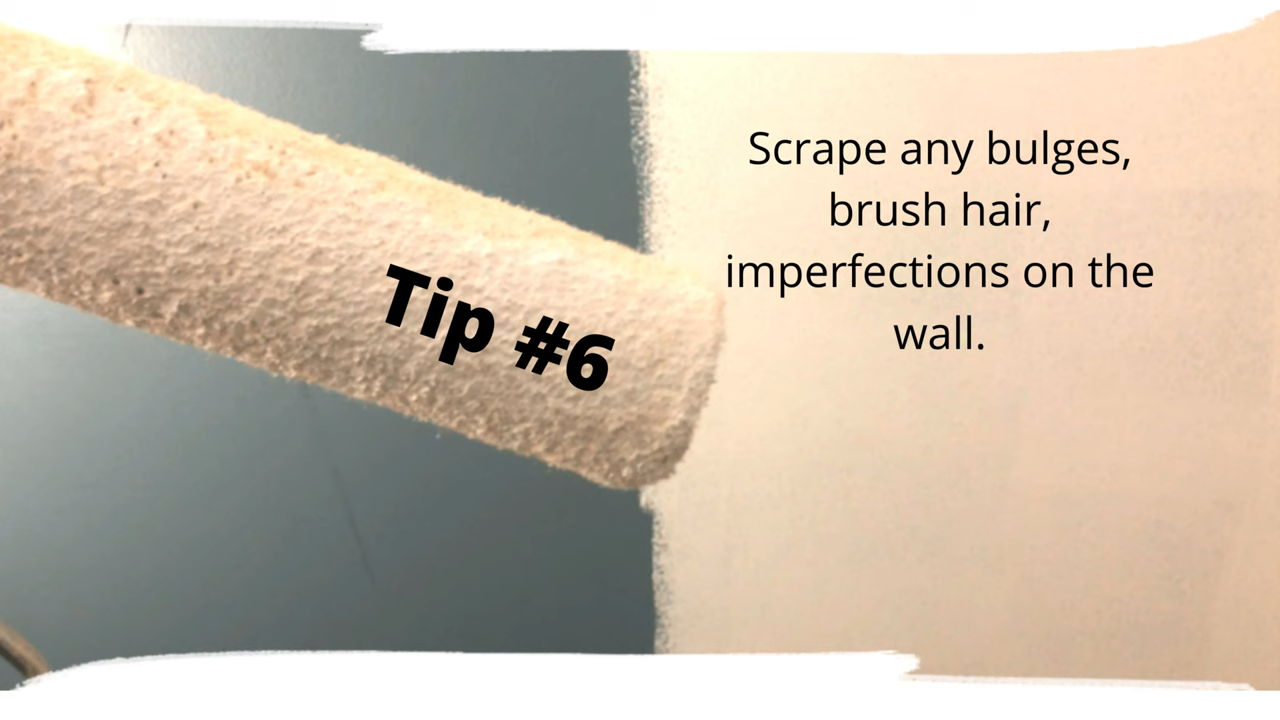 Tip #6
Scrape any bulges,
brush hair,
imperfections on the
wall.